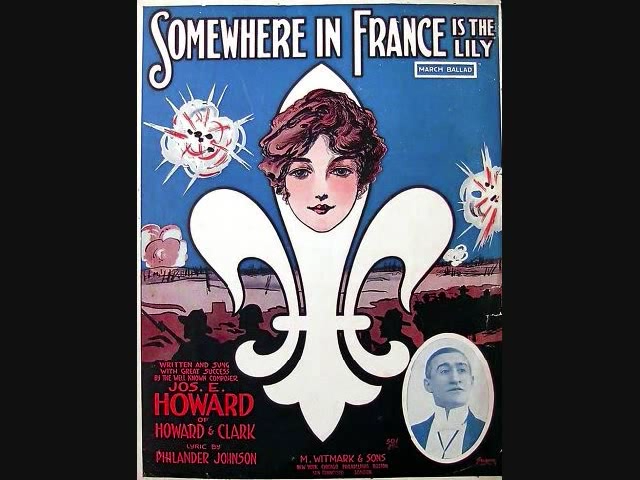 SOMEWHERE IN FRANCE IS THE LILY
MARCH BALLAD
WRITTEN AND SUNG
WITH GREAT SUCCESS
BY THE WELL KNOWN COMPOSER
JOS. E.
HOWARD
OF
HOWARD & CLARK
LYRIC BY
PHILANDER JOHNSON
M. WITMARK & SONS
NEW YORK CHICAGO PHILADELPHIA BOSTON
SAN FRANCISCO LONDON